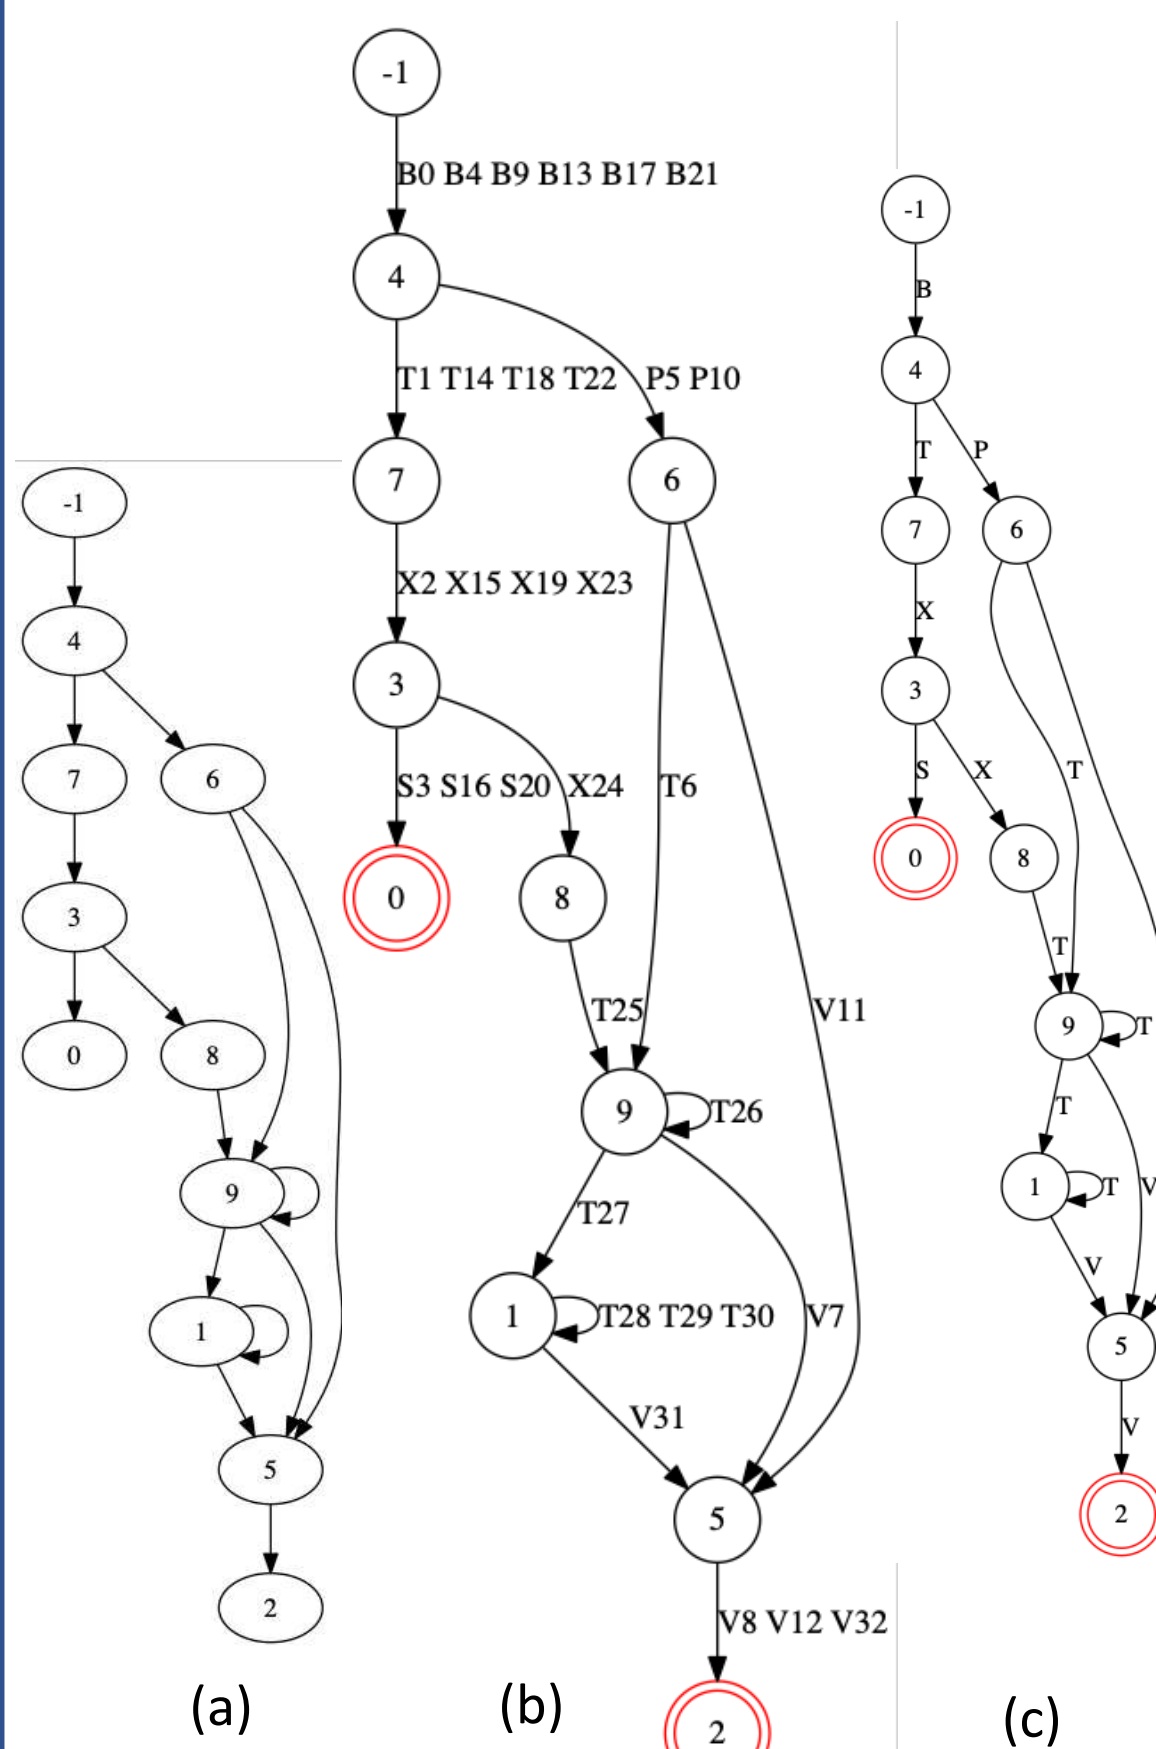 -1
4
7
6
3
0
8
9
1
5
2
(a)
-1
B0 B4 B9 B13 B17 B21
4
T1 T14 T18 T22
P5 P10
7
6
X2 X15 X19 X23
3
S3 S16 S20
X24
T6
0
8
T25
V11
9
T26
T27
1
T28 T29 T30
V7
V31
5
V8 V12 V32
2
(b)
-1
B
4
T
P
7
6
X
3
S
X
T
0
8
T
9
T
T
1
T
V
V
5
V
2
(c)